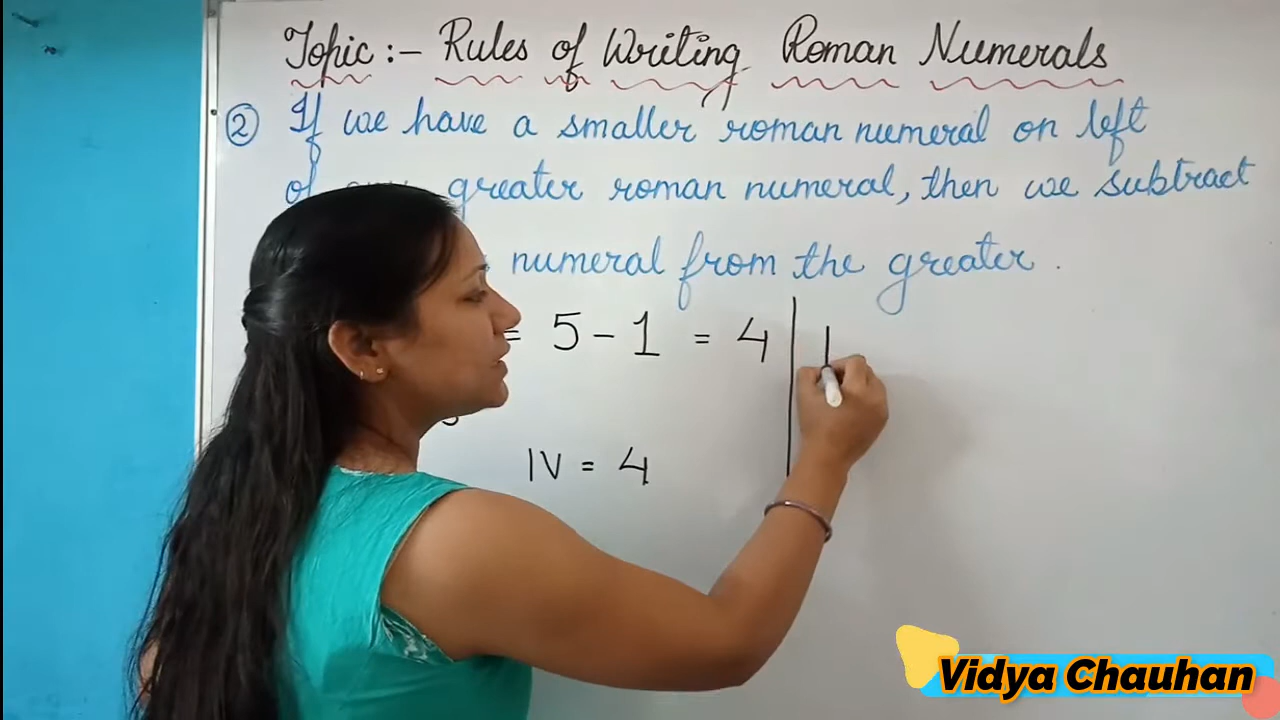 Topic :- Rules of Writing Roman Numerals
② If we have a smaller roman numeral on left
of greater roman numeral, then we subtract
numeral from the greater.
= 5 - 1 = 4 | I
5
IV = 4
Vidya Chauhan